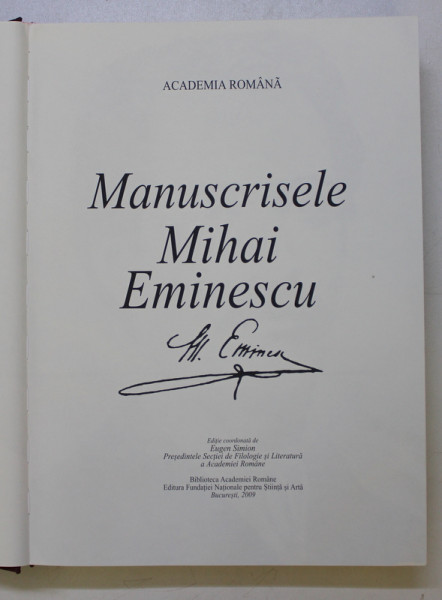 ACADEMIA ROMÂNĂ
Manuscrisele
Mihai
Eminescu
M. Eminescu
Ediție coordonată de
Eugen Simion
Președintele Secției de Filologie și Literatură
a Academiei Române
Biblioteca Academiei Române
Editura Fundației Naționale pentru Știință și Artă
București, 2009